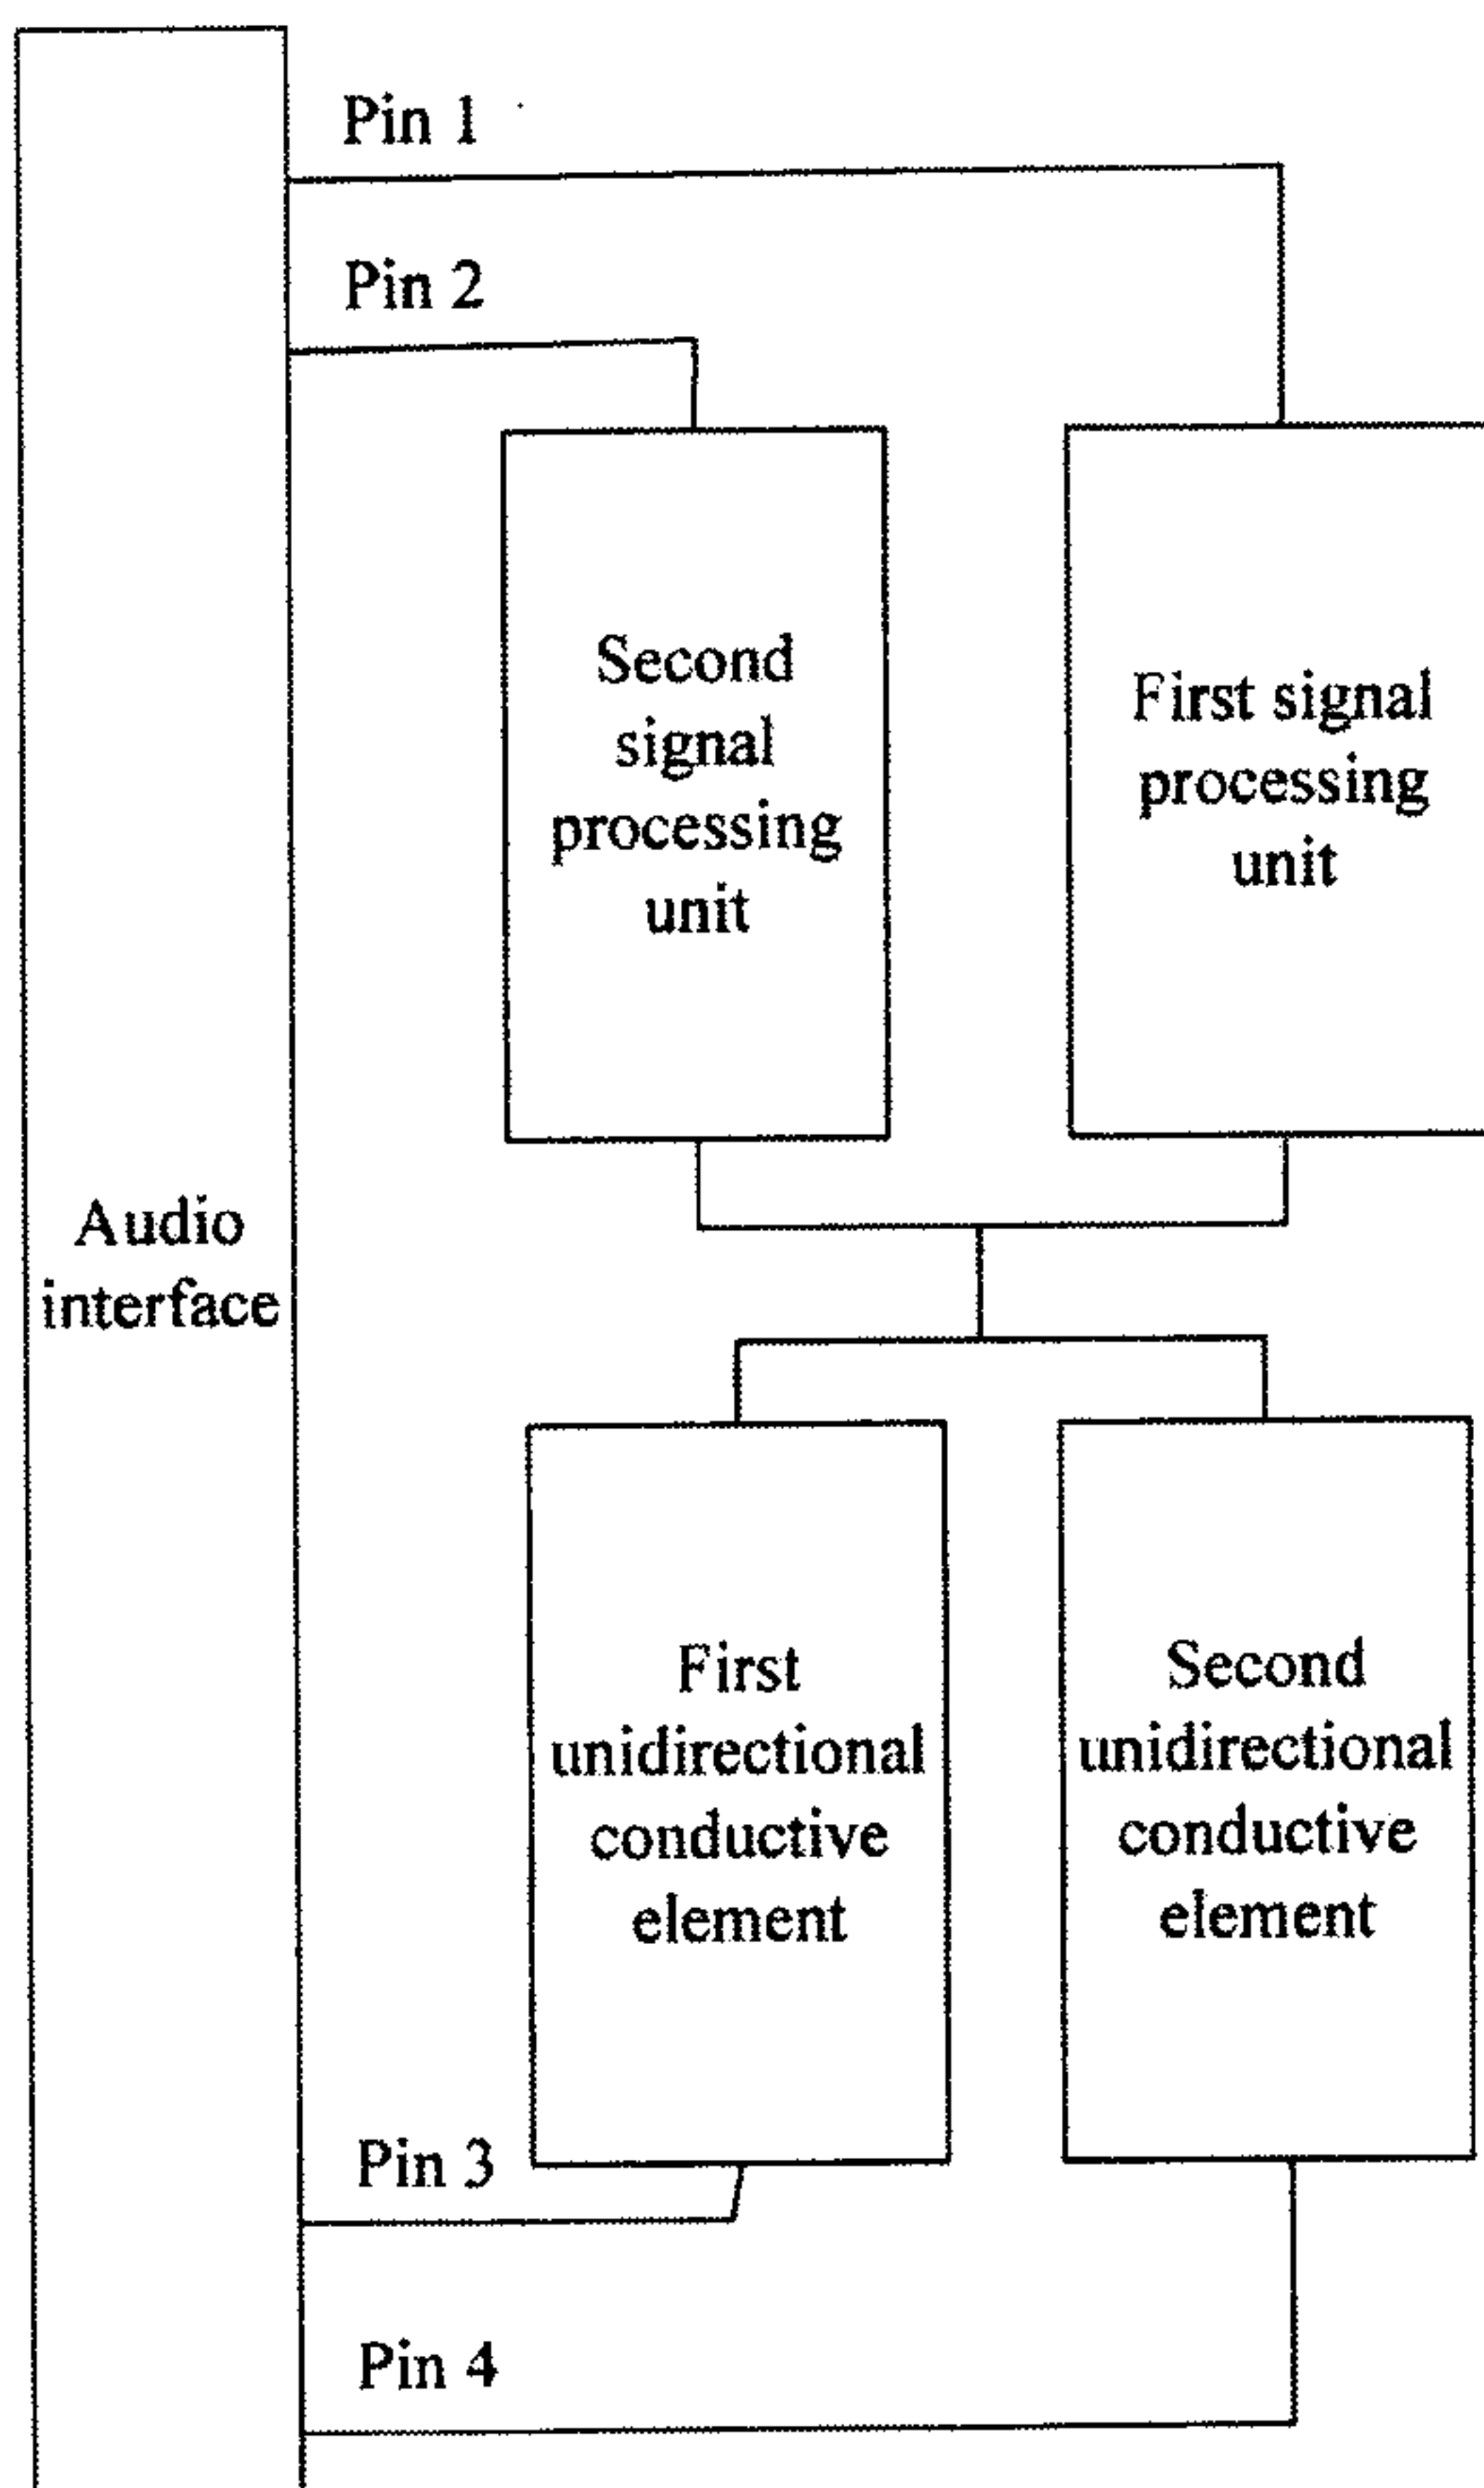 Pin 1
Pin 2
Second
signal
processing
unit
First signal
processing
unit
Audio
interface
First
unidirectional
conductive
element
Second
unidirectional
conductive
element
Pin 3
Pin 4